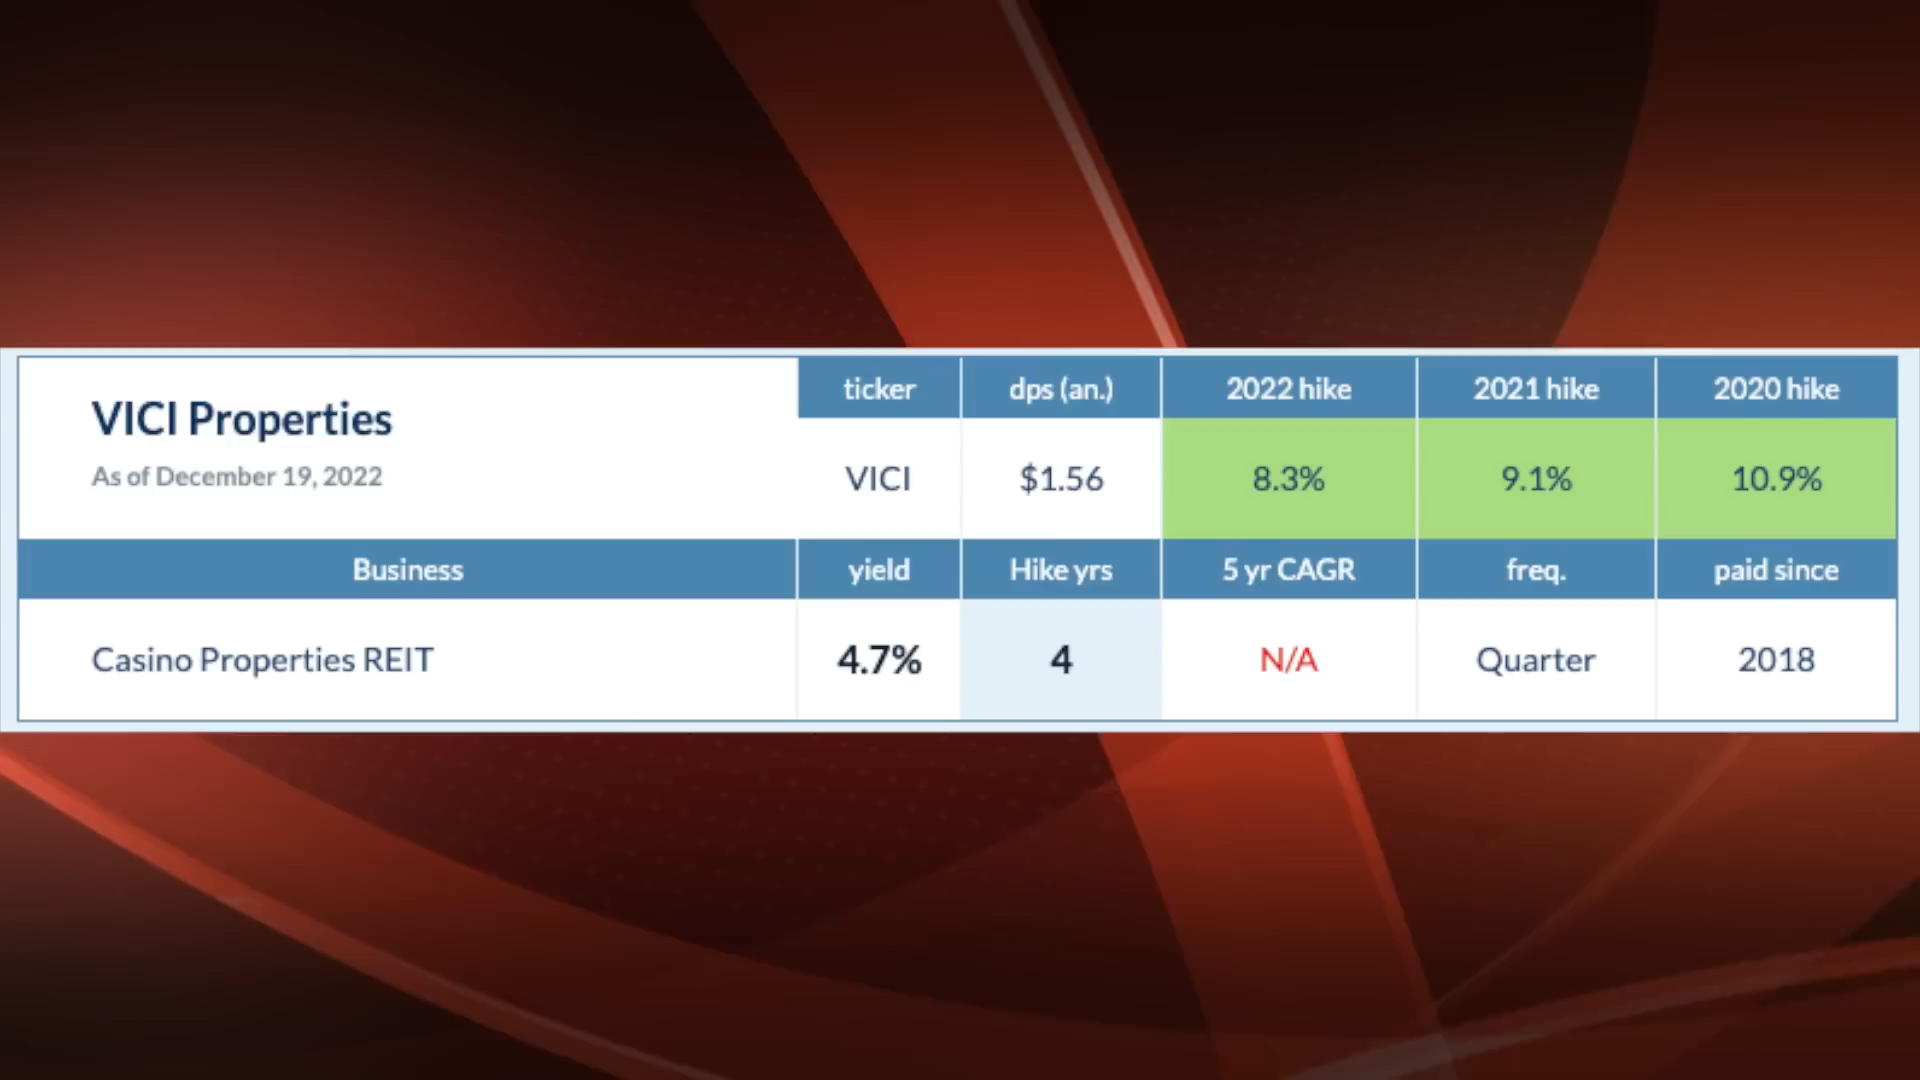 VICI Properties
As of December 19, 2022
ticker dps (an.) 2022 hike 2021 hike 2020 hike
VICI $1.56 8.3% 9.1% 10.9%
Business yield Hike yrs 5 yr CAGR freq. paid since
Casino Properties REIT 4.7% 4 N/A Quarter 2018